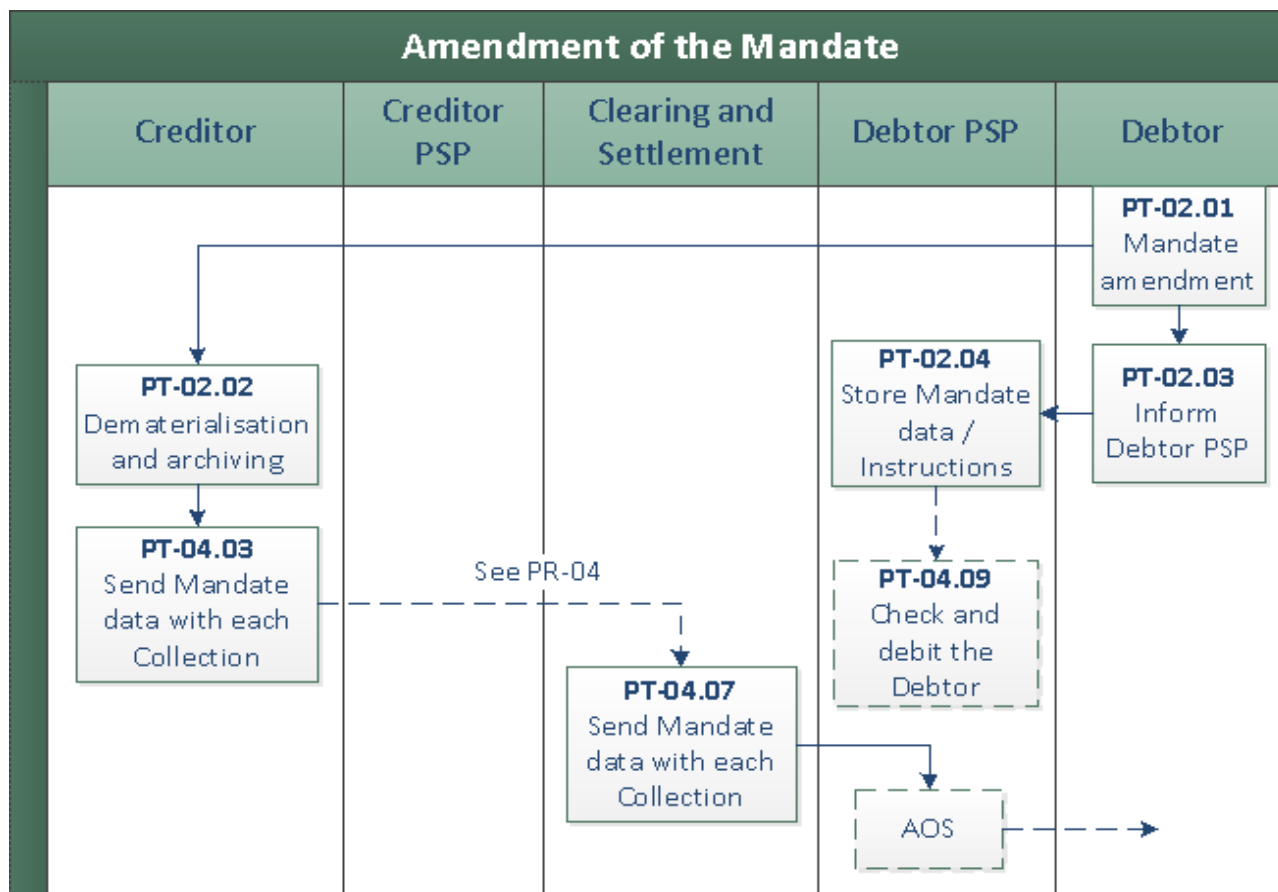 Amendment of the Mandate
Creditor
Creditor
PSP
Clearing and
Settlement
Debtor PSP
Debtor
PT-02.01
Mandate
amendment
PT-02.02
Dematerialisation
and archiving
PT-02.04
Store Mandate
data /
Instructions
PT-02.03
Inform
Debtor PSP
PT-04.03
Send Mandate
data with each
Collection
See PR-04
PT-04.09
Check and
debit the
Debtor
PT-04.07
Send Mandate
data with each
Collection
AOS